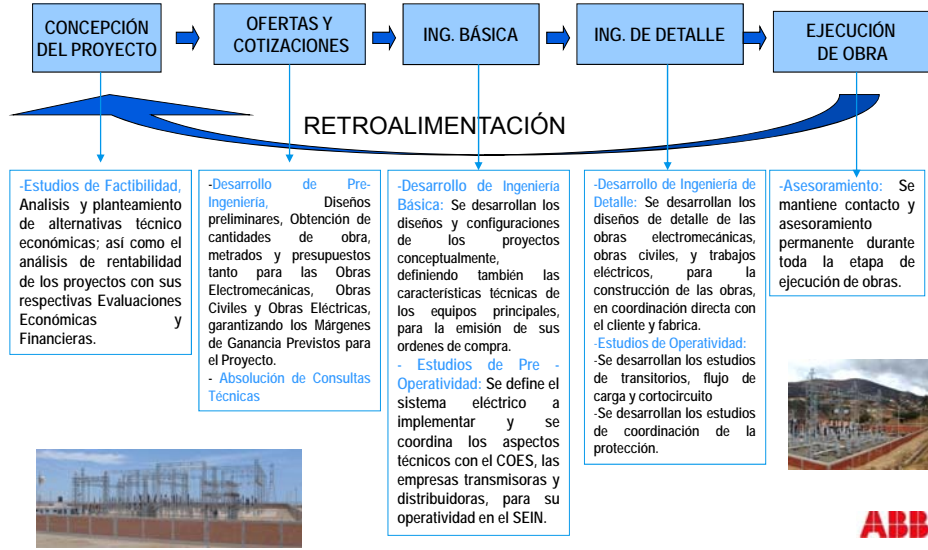 CONCEPCIÓN
DEL PROYECTO
OFERTAS Y
COTIZACIONES
ING. BÁSICA
ING. DE DETALLE
EJECUCIÓN
DE OBRA
RETROALIMENTACIÓN
-Estudios de Factibilidad,
Analisis y planteamiento
de alternativas técnico
económicas; así como el
análisis de rentabilidad
de los proyectos con sus
respectivas Evaluaciones
Económicas y
Financieras.
-Desarrollo de Pre-
Ingeniería, Diseños
preliminares, Obtención de
cantidades de obra,
metrados y presupuestos
tanto para las Obras
Electromecánicas, Obras
Civiles y Obras Eléctricas,
garantizando los Márgenes
de Ganancia Previstos para
el Proyecto.
- Absolución de Consultas
Técnicas
-Desarrollo de Ingeniería
Básica: Se desarrollan los
diseños y configuraciones
de los proyectos
conceptualmente,
definiendo también las
características técnicas de
los equipos principales,
para la emisión de sus
ordenes de compra.
- Estudios de Pre -
Operatividad: Se define el
sistema eléctrico a
implementar y se
coordina los aspectos
técnicos con el COES, las
empresas transmisoras y
distribuidoras, para su
operatividad en el SEIN.
-Desarrollo de Ingeniería de
Detalle: Se desarrollan los
diseños de detalle de las
obras electromecánicas,
obras civiles, y trabajos
eléctricos, para la
construcción de las obras,
en coordinación directa con
el cliente y fabrica.
-Estudios de Operatividad:
-Se desarrollan los estudios
de transitorios, flujo de
carga y cortocircuito
-Se desarrollan los estudios
de coordinación de la
protección.
-Asesoramiento: Se
mantiene contacto y
asesoramiento
permanente durante
toda la etapa de
ejecución de obras.
ABB